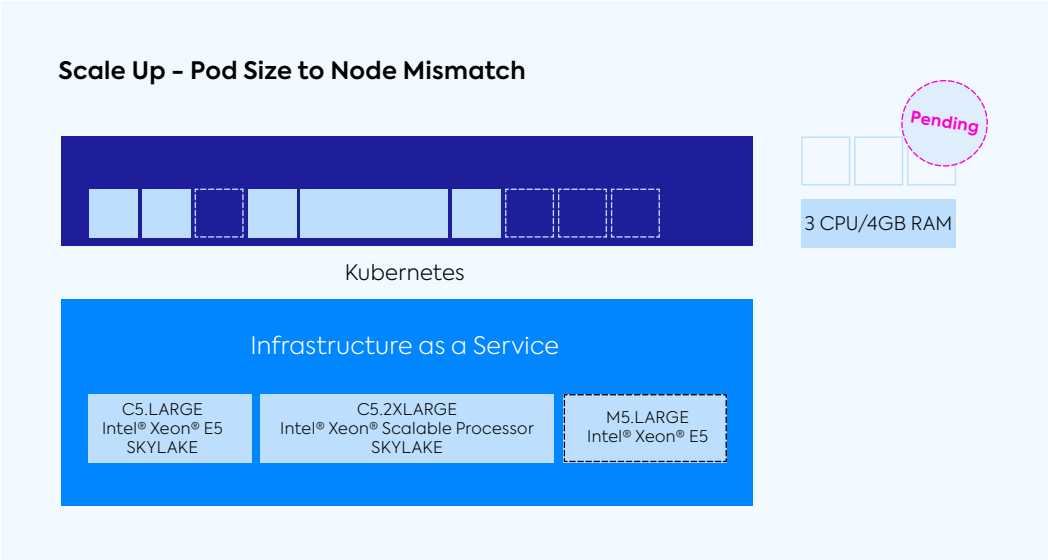 Scale Up - Pod Size to Node Mismatch
Pending
3 CPU/4GB RAM
Kubernetes
Infrastructure as a Service
C5.LARGE
Intel® Xeon® E5
SKYLAKE
C5.2XLARGE
Intel® Xeon® Scalable Processor
SKYLAKE
M5.LARGE
Intel® Xeon® E5